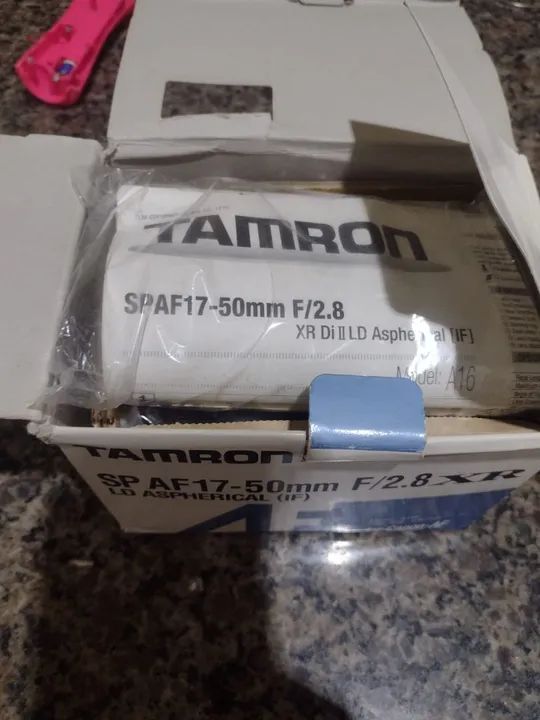 TAMRON
SPAF17-50mm F/2.8
XR Di II LD Aspherical [IF]
Model: A16
TAMRON
SP AF17-50mm F/2.8 XR
LD ASPHERICAL (IF)
AF